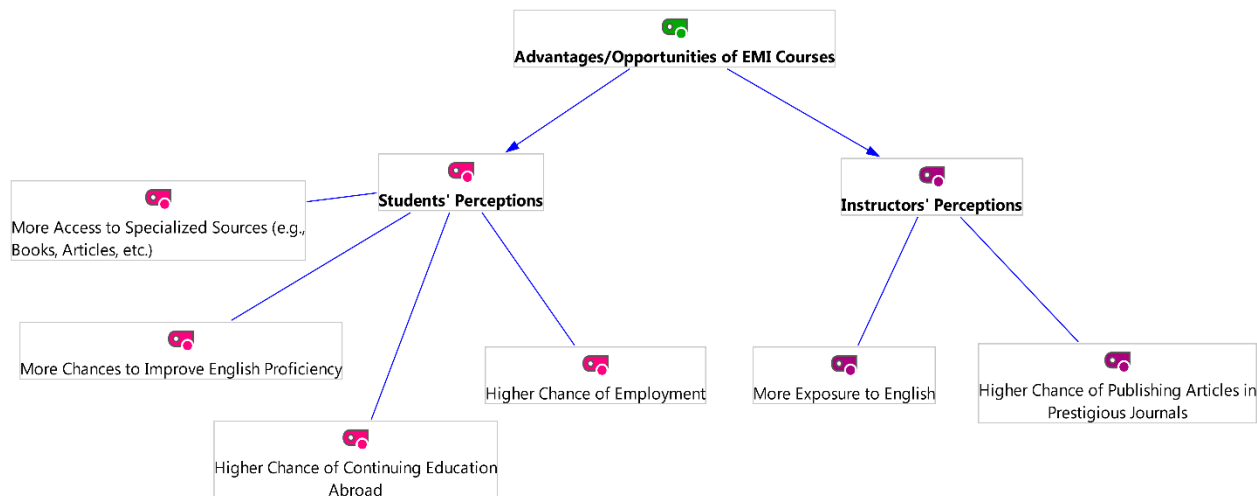 Advantages/Opportunities of EMI Courses
Students' Perceptions
Instructors' Perceptions
More Access to Specialized Sources (e.g.,
Books, Articles, etc.)
More Chances to Improve English Proficiency
Higher Chance of Continuing Education
Abroad
Higher Chance of Employment
More Exposure to English
Higher Chance of Publishing Articles in
Prestigious Journals